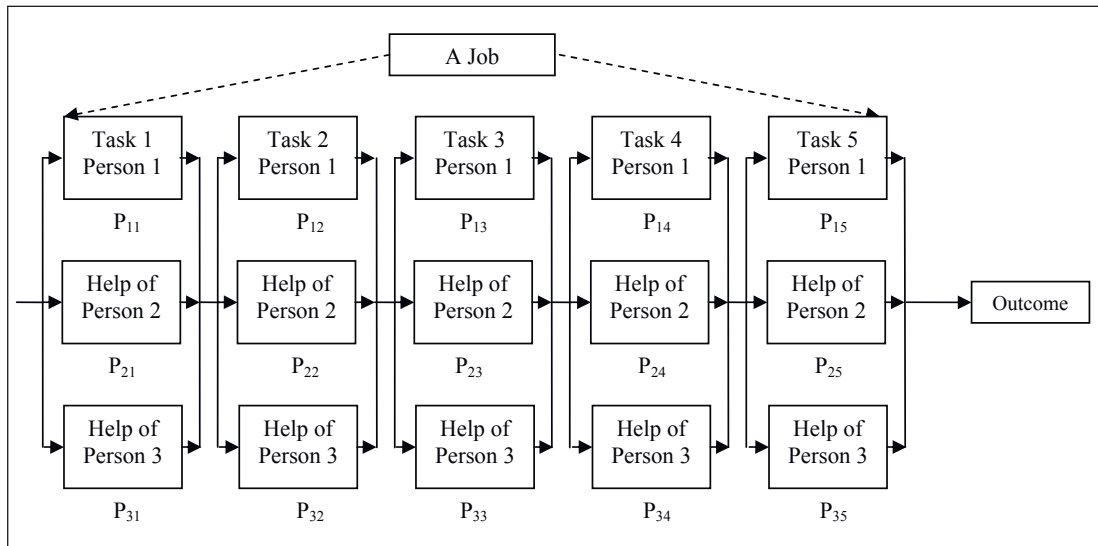 A Job
Task 1
Person 1
Task 2
Person 1
Task 3
Person 1
Task 4
Person 1
Task 5
Person 1
P₁₁
P₁₂
P₁₃
P₁₄
P₁₅
Help of
Person 2
Help of
Person 2
Help of
Person 2
Help of
Person 2
Help of
Person 2
Outcome
P₂₁
P₂₂
P₂₃
P₂₄
P₂₅
Help of
Person 3
Help of
Person 3
Help of
Person 3
Help of
Person 3
Help of
Person 3
P₃₁
P₃₂
P₃₃
P₃₄
P₃₅